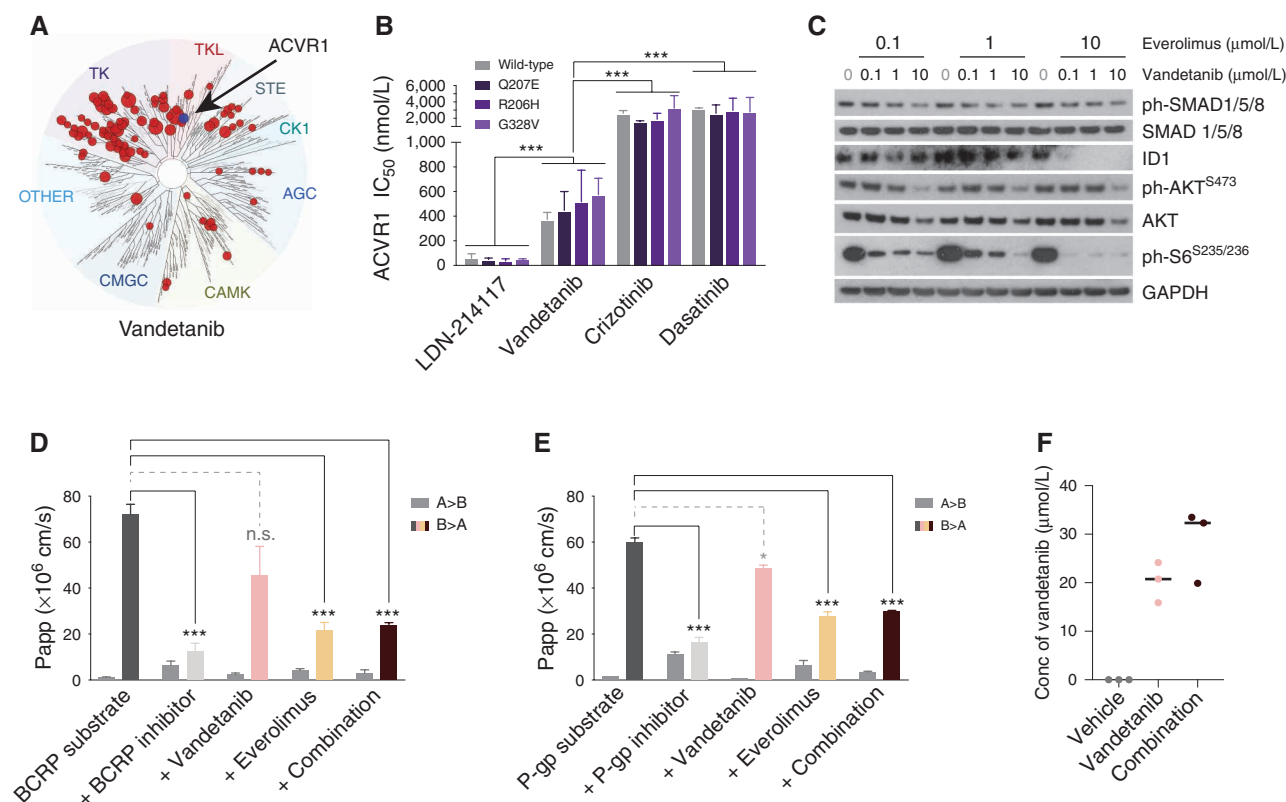 A
ACVR1
TKL
TK
STE
CK1
OTHER
AGC
CMGC
CAMK
Vandetanib
B
Wild-type
Q207E
R206H
G328V
***
***
***
ACVR1 IC50 (nmol/L)
6,000
4,000
2,000
1,000
800
600
400
200
0
LDN-214117
Vandetanib
Crizotinib
Dasatinib
C
0.1 1 10 Everolimus (μmol/L)
0 0.1 1 10 0 0.1 1 10 0 0.1 1 10 Vandetanib (μmol/L)
ph-SMAD1/5/8
SMAD 1/5/8
ID1
ph-AKTS473
AKT
ph-S6S235/236
GAPDH
D
A>B
B>A
Papp (×10⁶ cm/s)
80
60
40
20
0
***
n.s.
***
***
BCRP substrate
+ BCRP inhibitor
+ Vandetanib
+ Everolimus
+ Combination
E
A>B
B>A
Papp (×10⁶ cm/s)
80
60
40
20
0
***
*
***
***
P-gp substrate
+ P-gp inhibitor
+ Vandetanib
+ Everolimus
+ Combination
F
Conc of vandetanib (μmol/L)
40
30
20
10
0
Vehicle
Vandetanib
Combination